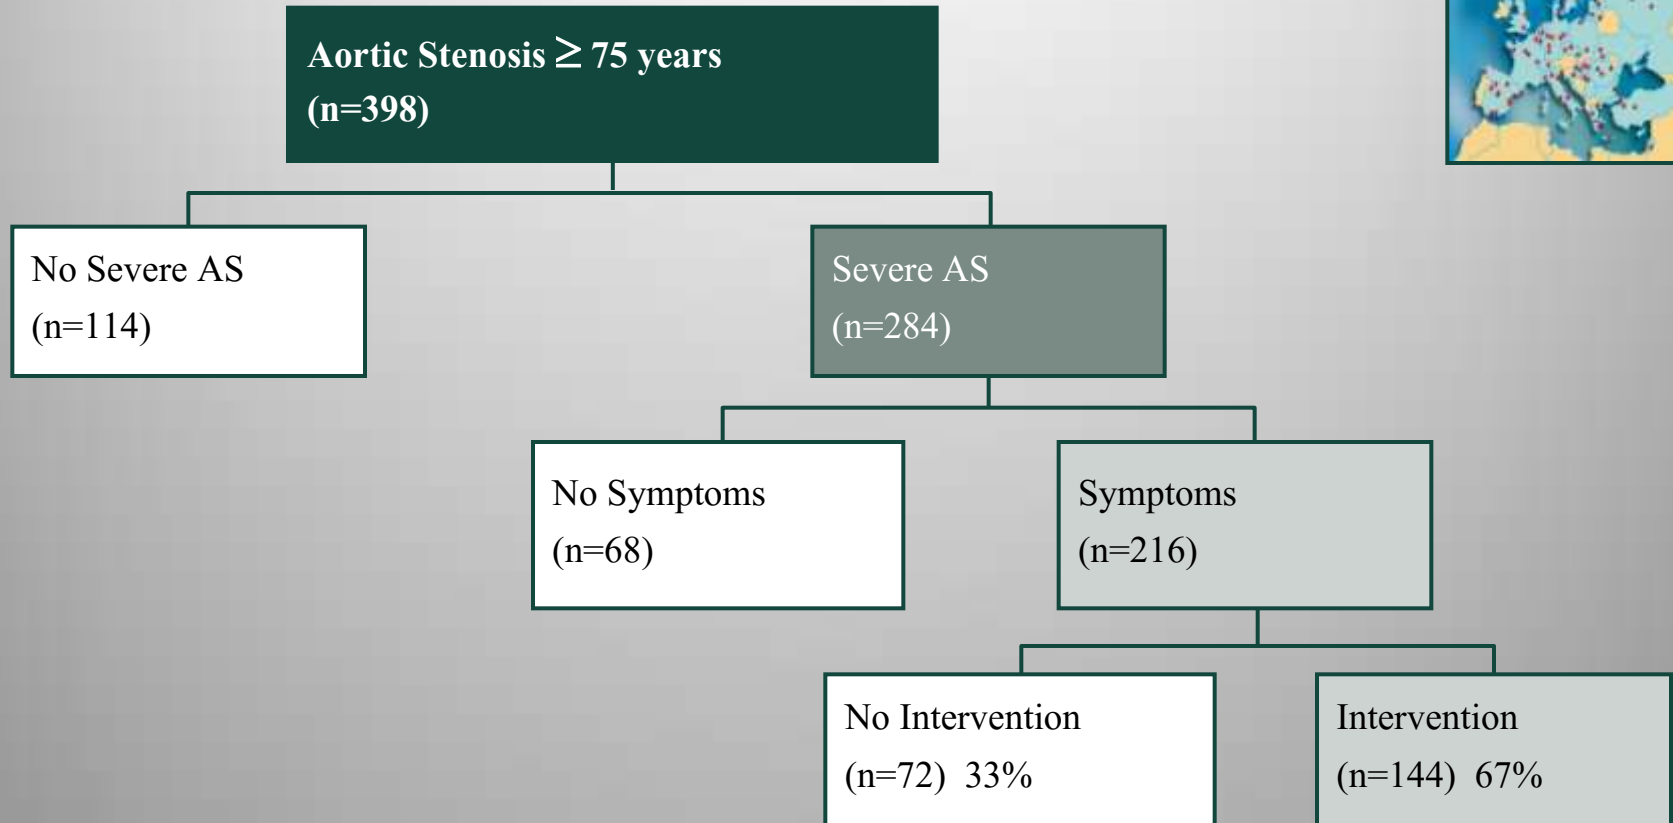 Aortic Stenosis ≥ 75 years
(n=398)
No Severe AS
(n=114)
Severe AS
(n=284)
No Symptoms
(n=68)
Symptoms
(n=216)
No Intervention
(n=72) 33%
Intervention
(n=144) 67%